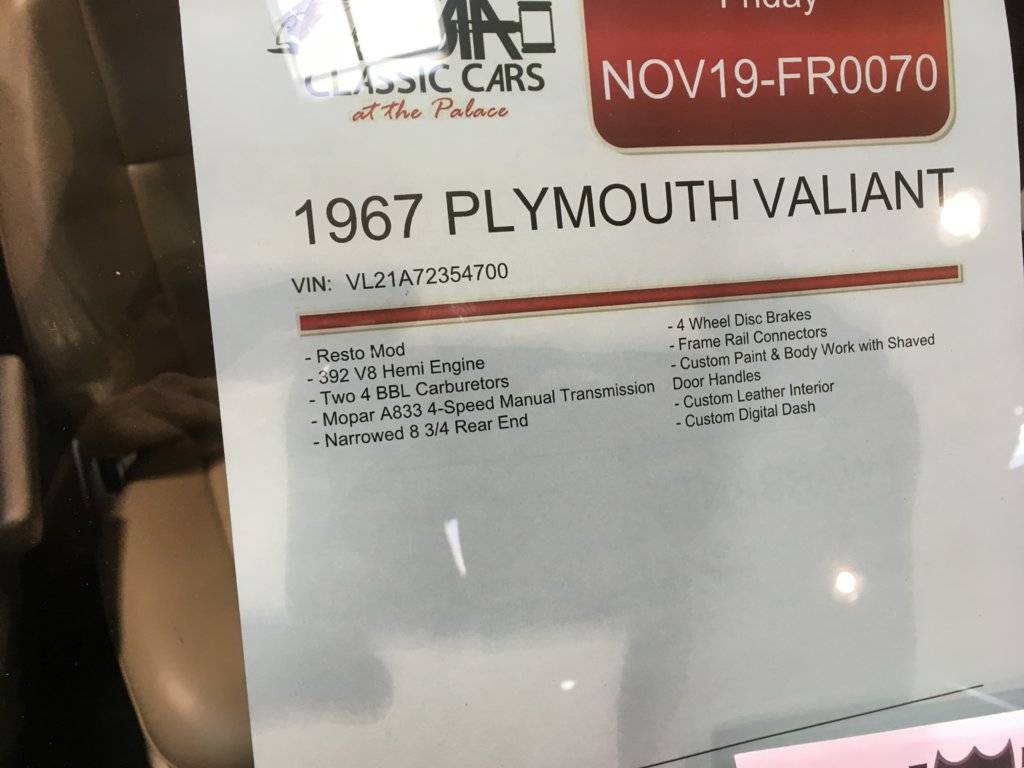 Friday
NOV19-FR0070
CLASSIC CARS
at the Palace
1967 PLYMOUTH VALIANT
VIN: VL21A72354700
- Resto Mod
- 392 V8 Hemi Engine
- Two 4 BBL Carburetors
- Mopar A833 4-Speed Manual Transmission
- Narrowed 8 3/4 Rear End
- 4 Wheel Disc Brakes
- Frame Rail Connectors
- Custom Paint & Body Work with Shaved
Door Handles
- Custom Leather Interior
- Custom Digital Dash